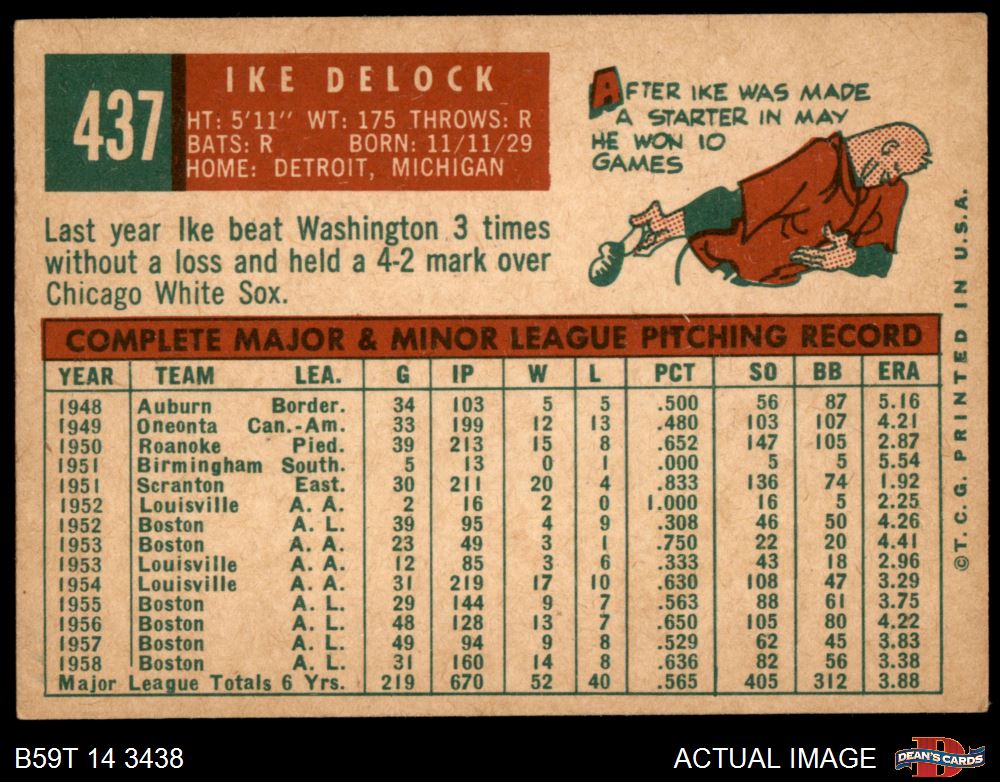 437
IKE DELOCK
HT: 5'11" WT: 175 THROWS: R
BATS: R BORN: 11/11/29
HOME: DETROIT, MICHIGAN
AFTER IKE WAS MADE
A STARTER IN MAY
HE WON 10
GAMES
Last year Ike beat Washington 3 times
without a loss and held a 4-2 mark over
Chicago White Sox.
COMPLETE MAJOR & MINOR LEAGUE PITCHING RECORD
YEAR TEAM LEA. G IP W L PCT SO BB ERA
1948 Auburn Border. 34 103 5 5 .500 56 87 5.16
1949 Oneonta Can.-Am. 33 199 12 13 .480 103 107 4.21
1950 Roanoke Pied. 39 213 15 8 .652 147 105 2.87
1951 Birmingham South. 5 13 0 1 .000 5 5 5.54
1951 Scranton East. 30 211 20 4 .833 136 74 1.92
1952 Louisville A. A. 2 16 2 0 1.000 16 5 2.25
1952 Boston A. L. 39 95 4 9 .308 46 50 4.26
1953 Boston A. A. 23 49 3 1 .750 22 20 4.41
1953 Louisville A. A. 12 85 3 6 .333 43 18 2.96
1954 Louisville A. A. 31 219 17 10 .630 108 47 3.29
1955 Boston A. L. 29 144 9 7 .563 88 61 3.75
1956 Boston A. L. 48 128 13 7 .650 105 80 4.22
1957 Boston A. L. 49 94 9 8 .529 62 45 3.83
1958 Boston A. L. 31 160 14 8 .636 82 56 3.38
Major League Totals 6 Yrs. 219 670 52 40 .565 405 312 3.88
©T. C. G. PRINTED IN U.S.A.
B59T 14 3438
ACTUAL IMAGE
D
DEAN'S CARDS